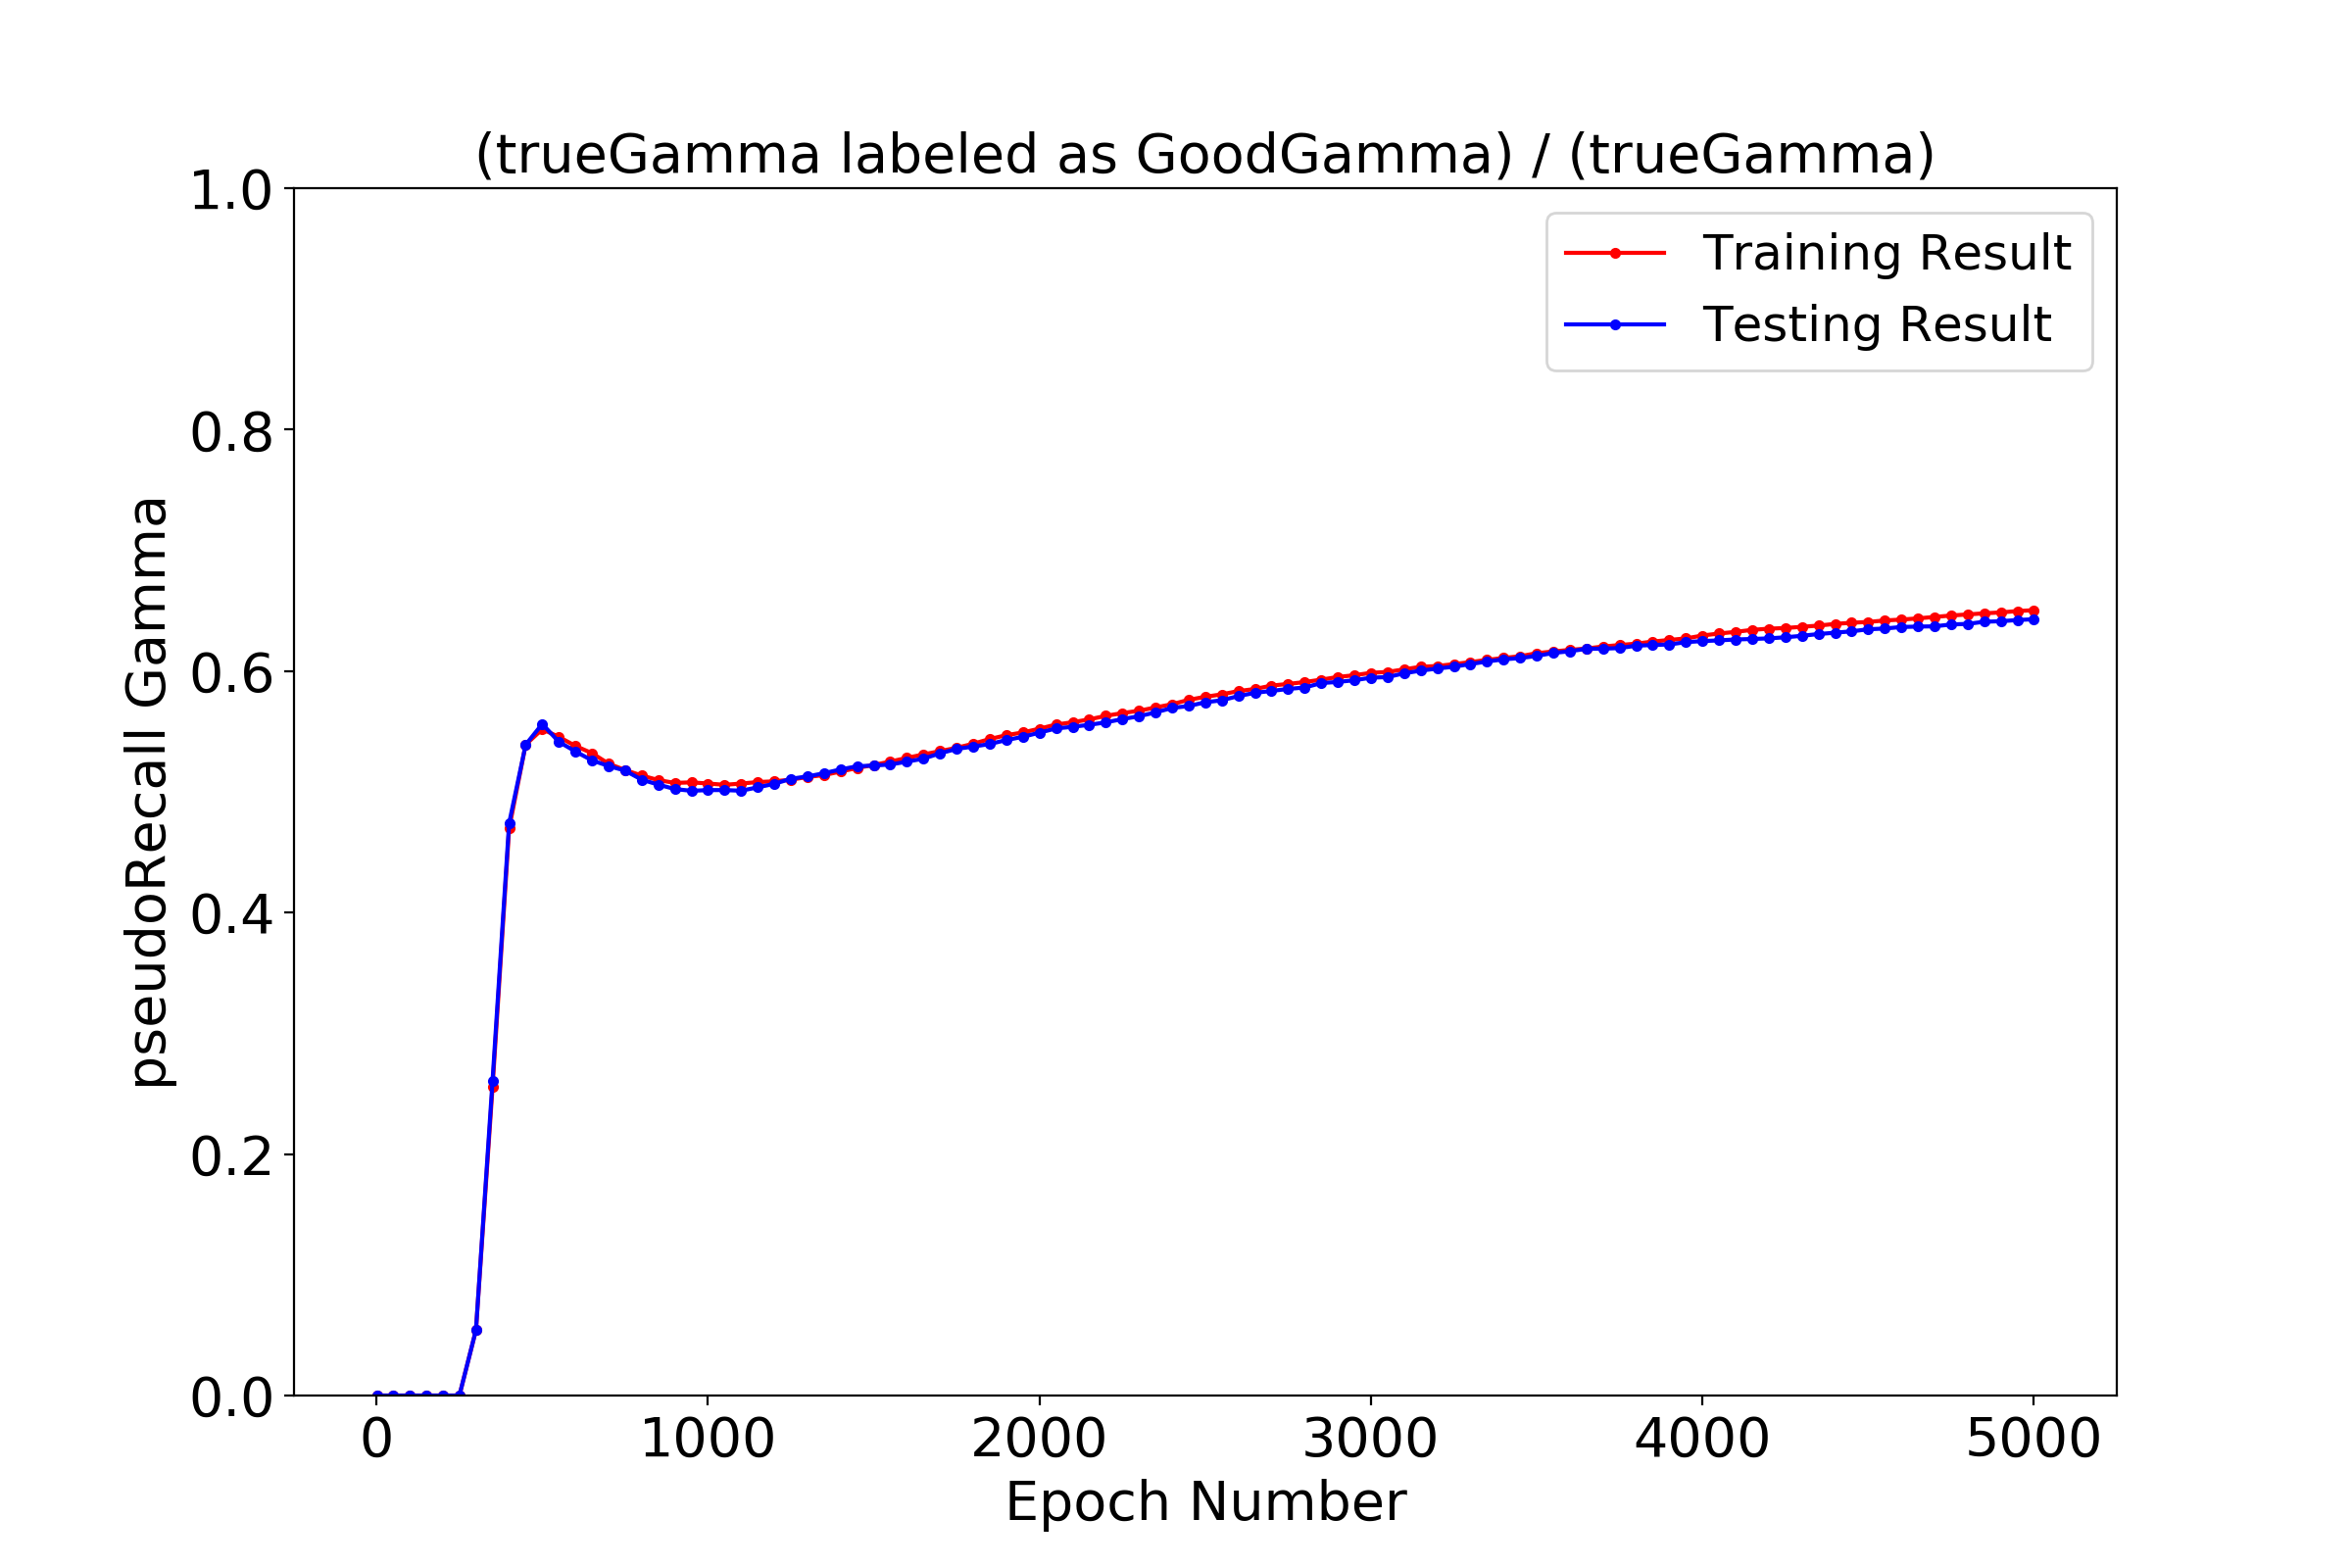 (trueGamma labeled as GoodGamma) / (trueGamma)
1.0
0.8
0.6
0.4
0.2
0.0
pseudoRecall Gamma
Training Result
Testing Result
0 1000 2000 3000 4000 5000
Epoch Number